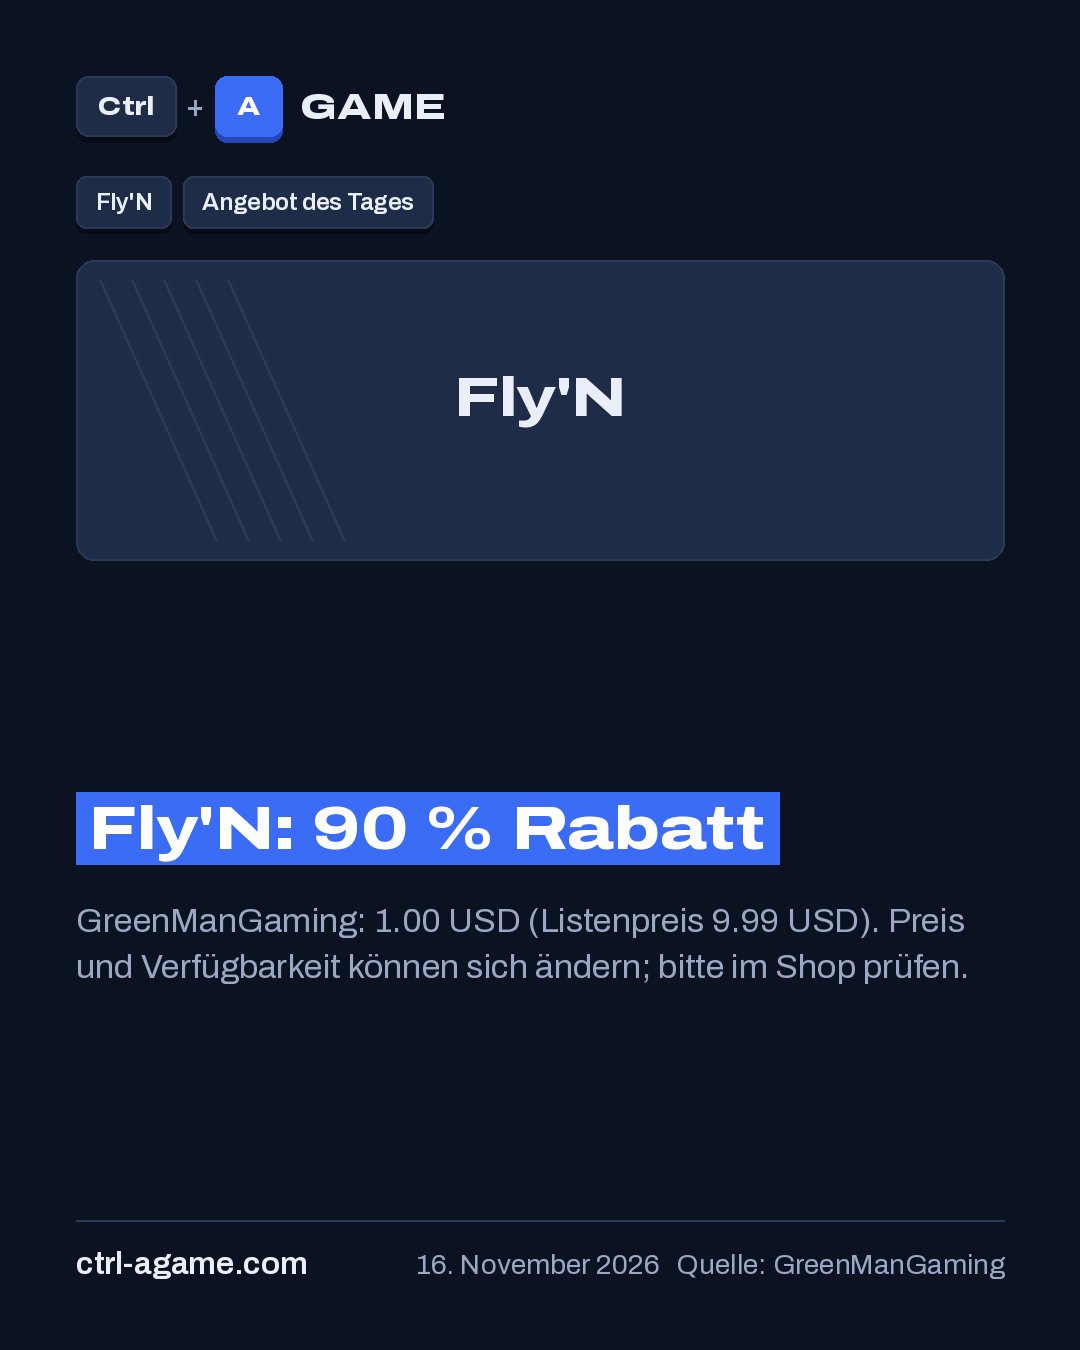 Ctrl + A GAME
Fly'N Angebot des Tages
Fly'N
Fly'N: 90 % Rabatt
GreenManGaming: 1.00 USD (Listenpreis 9.99 USD). Preis
und Verfügbarkeit können sich ändern; bitte im Shop prüfen.
ctrl-agame.com 16. November 2026 Quelle: GreenManGaming